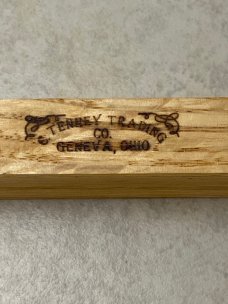 G TENNEY TRADING
CO.
GENEVA, OHIO